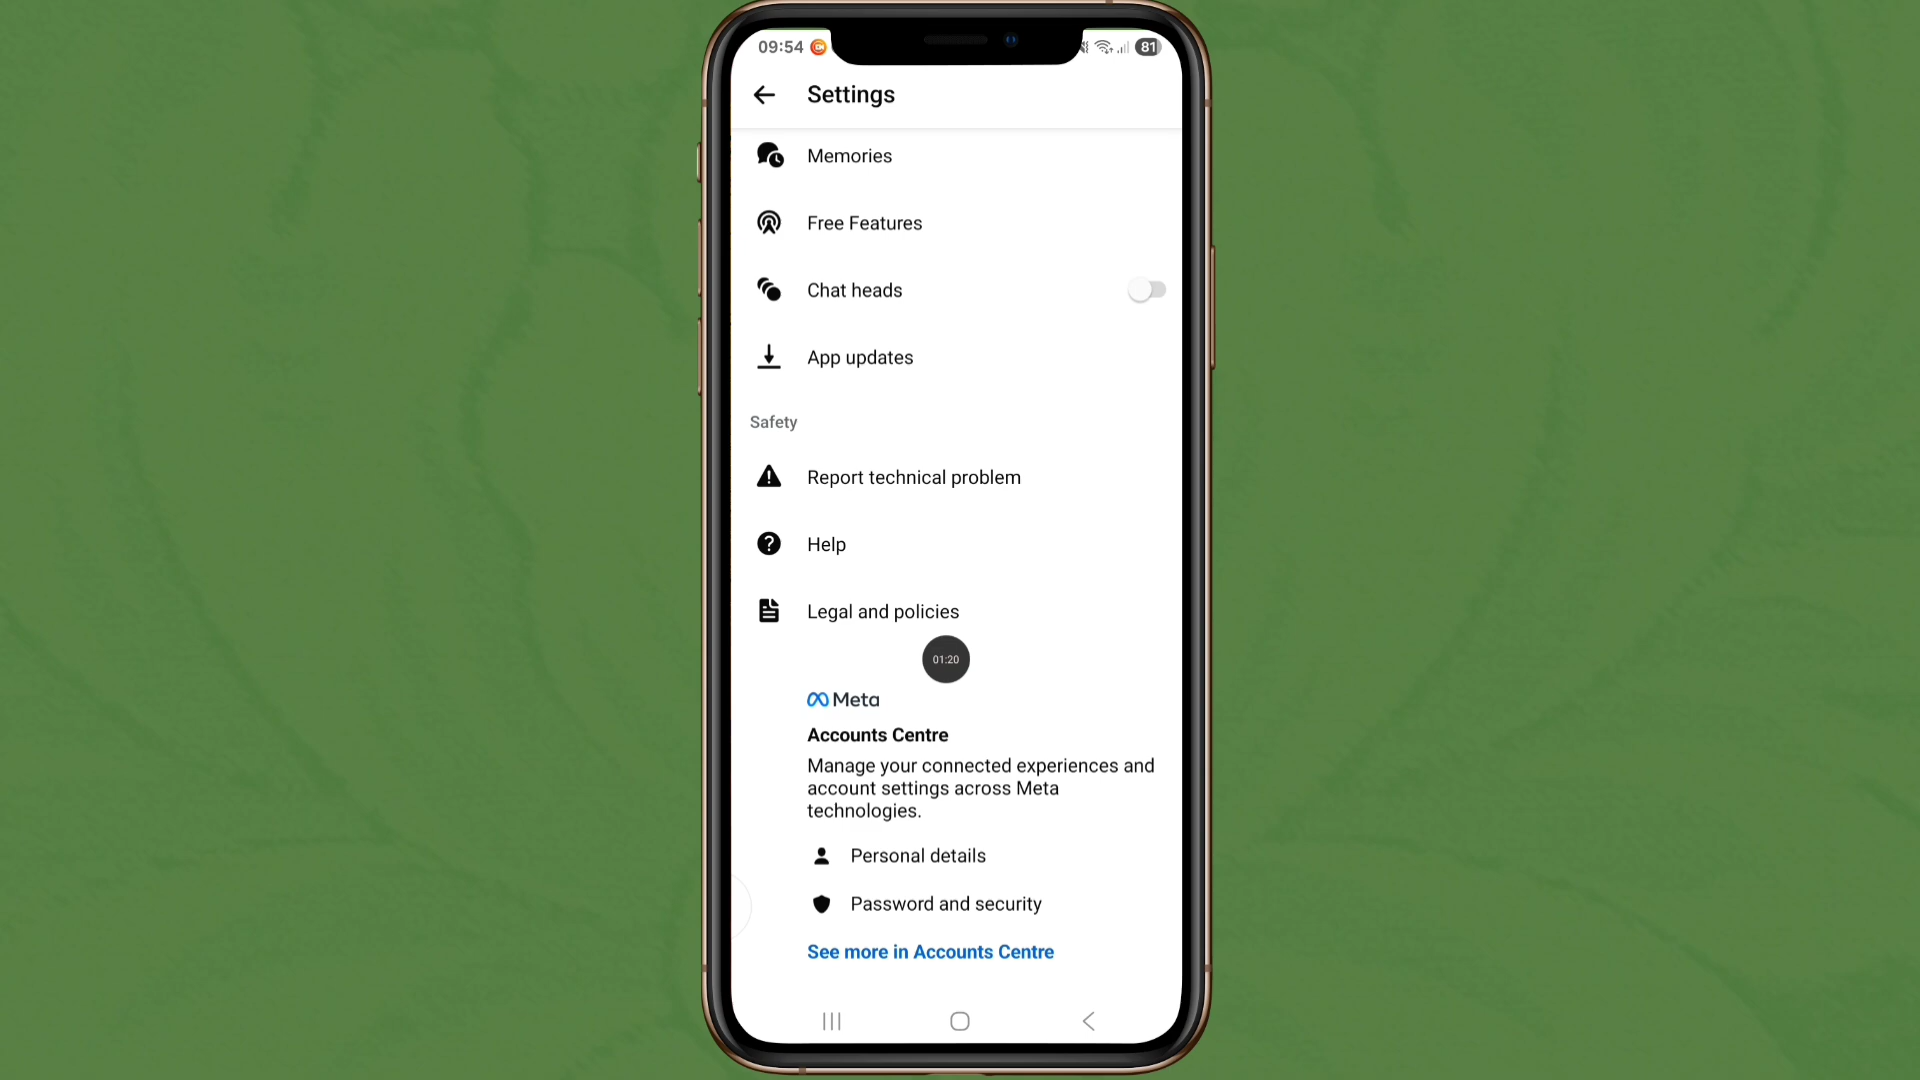 09:54
81
Settings
Memories
Free Features
Chat heads
App updates
Safety
Report technical problem
Help
Legal and policies
01:20
Meta
Accounts Centre
Manage your connected experiences and
account settings across Meta
technologies.
Personal details
Password and security
See more in Accounts Centre